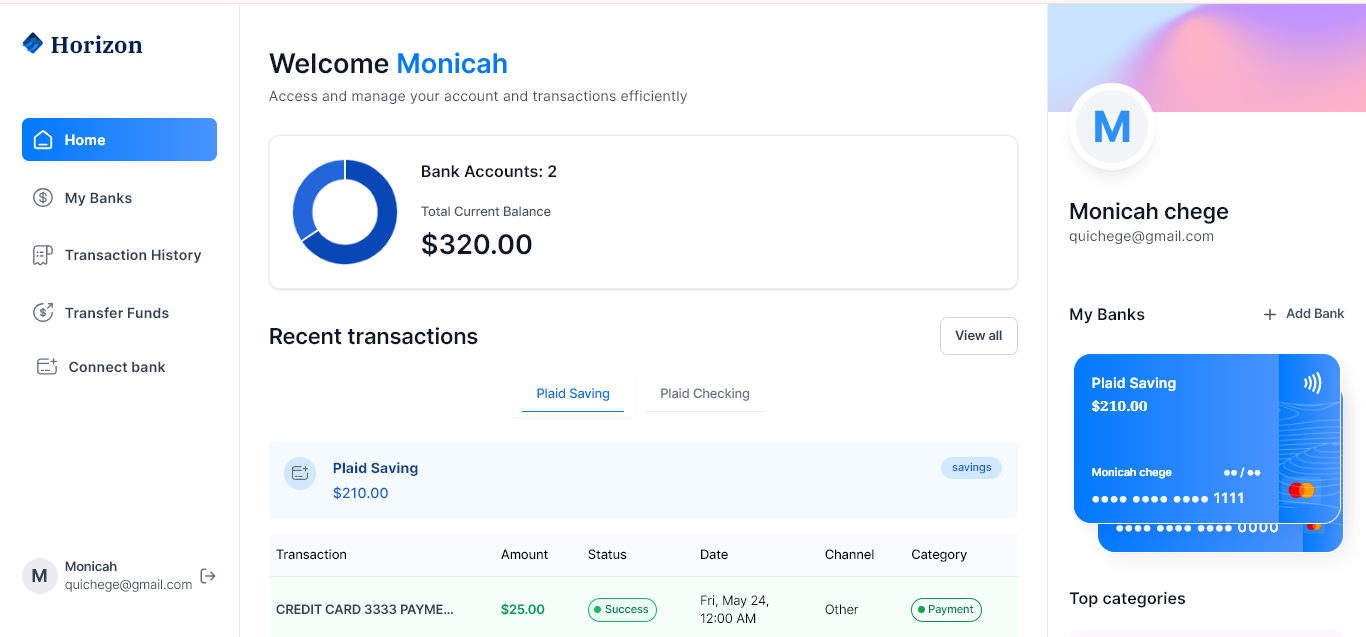 Horizon
Home
My Banks
Transaction History
Transfer Funds
Connect bank
M
Monicah
quichege@gmail.com
Welcome Monicah
Access and manage your account and transactions efficiently
Bank Accounts: 2
Total Current Balance
$320.00
Recent transactions
View all
Plaid Saving
Plaid Checking
Plaid Saving
savings
$210.00
Transaction Amount Status Date Channel Category
CREDIT CARD 3333 PAYME... $25.00 Success Fri, May 24, Other Payment
12:00 AM
M
Monicah chege
quichege@gmail.com
My Banks
+ Add Bank
Plaid Saving
$210.00
Monicah chege ●● / ●●
●●●● ●●●● ●●●● 1111
●●●● ●●●● ●●●● 0000
Top categories